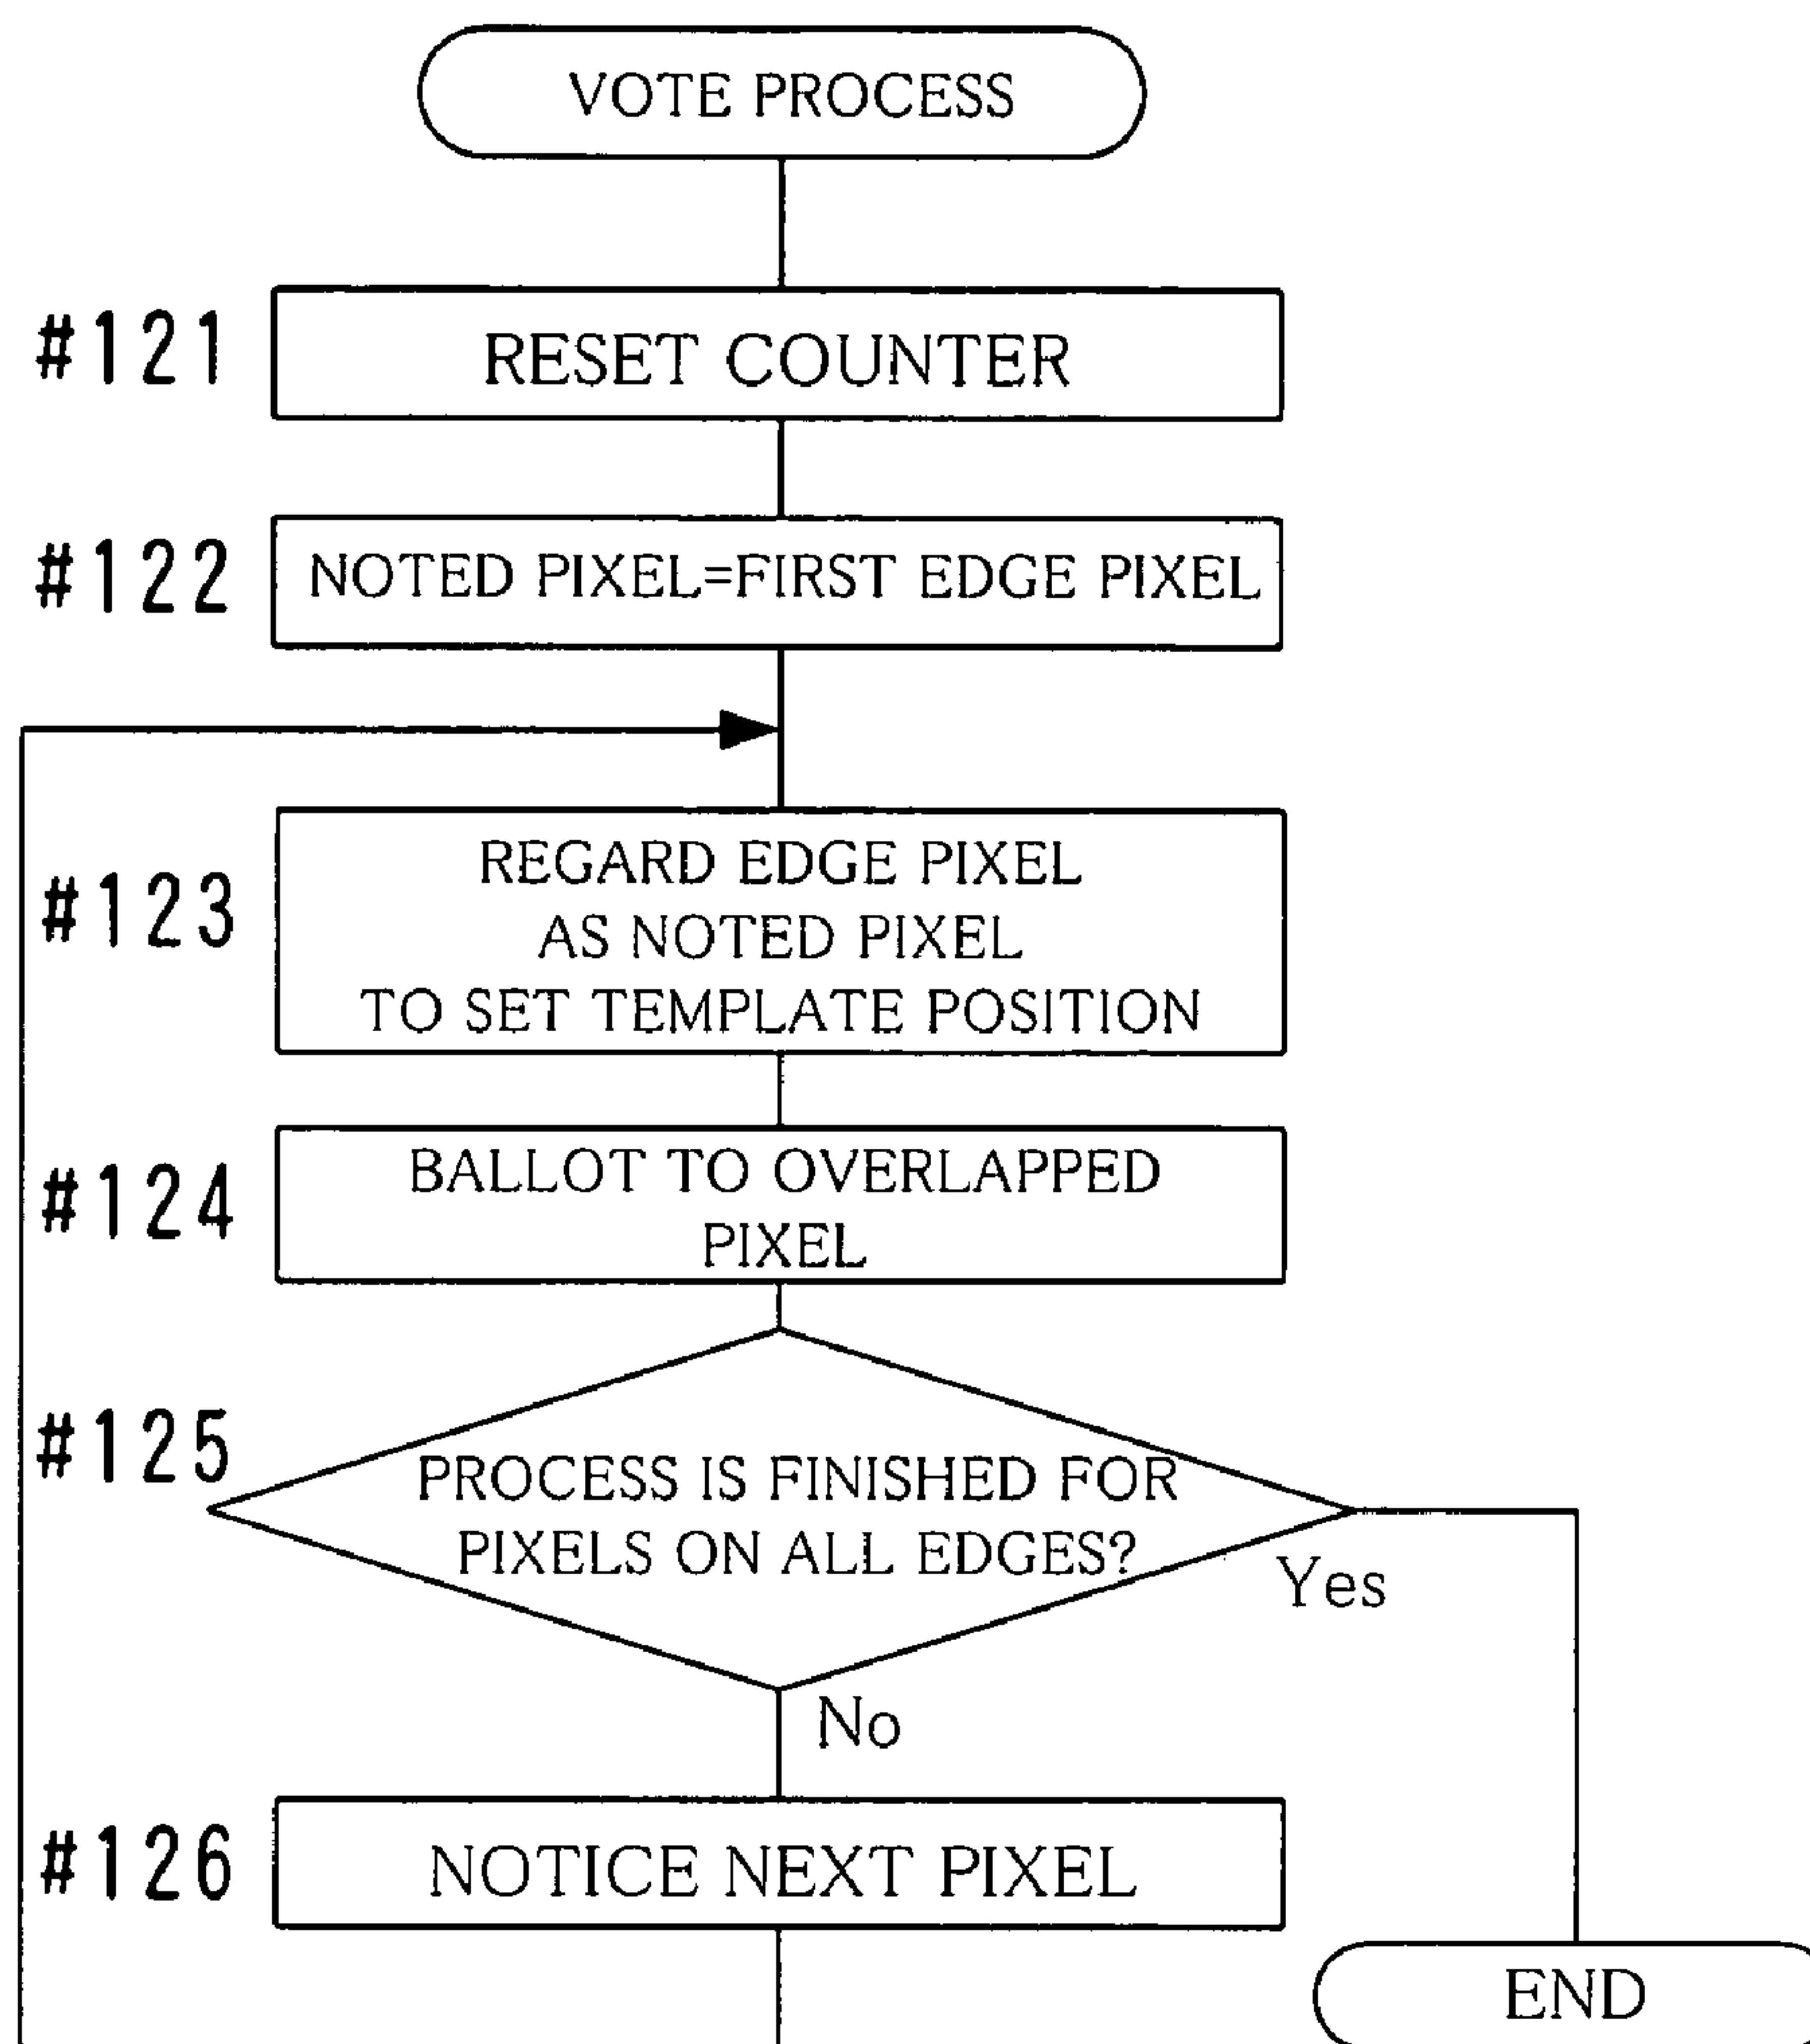 VOTE PROCESS
#121
RESET COUNTER
#122
NOTED PIXEL=FIRST EDGE PIXEL
#123
REGARD EDGE PIXEL
AS NOTED PIXEL
TO SET TEMPLATE POSITION
#124
BALLOT TO OVERLAPPED
PIXEL
#125
PROCESS IS FINISHED FOR
PIXELS ON ALL EDGES?
Yes
No
#126
NOTICE NEXT PIXEL
END